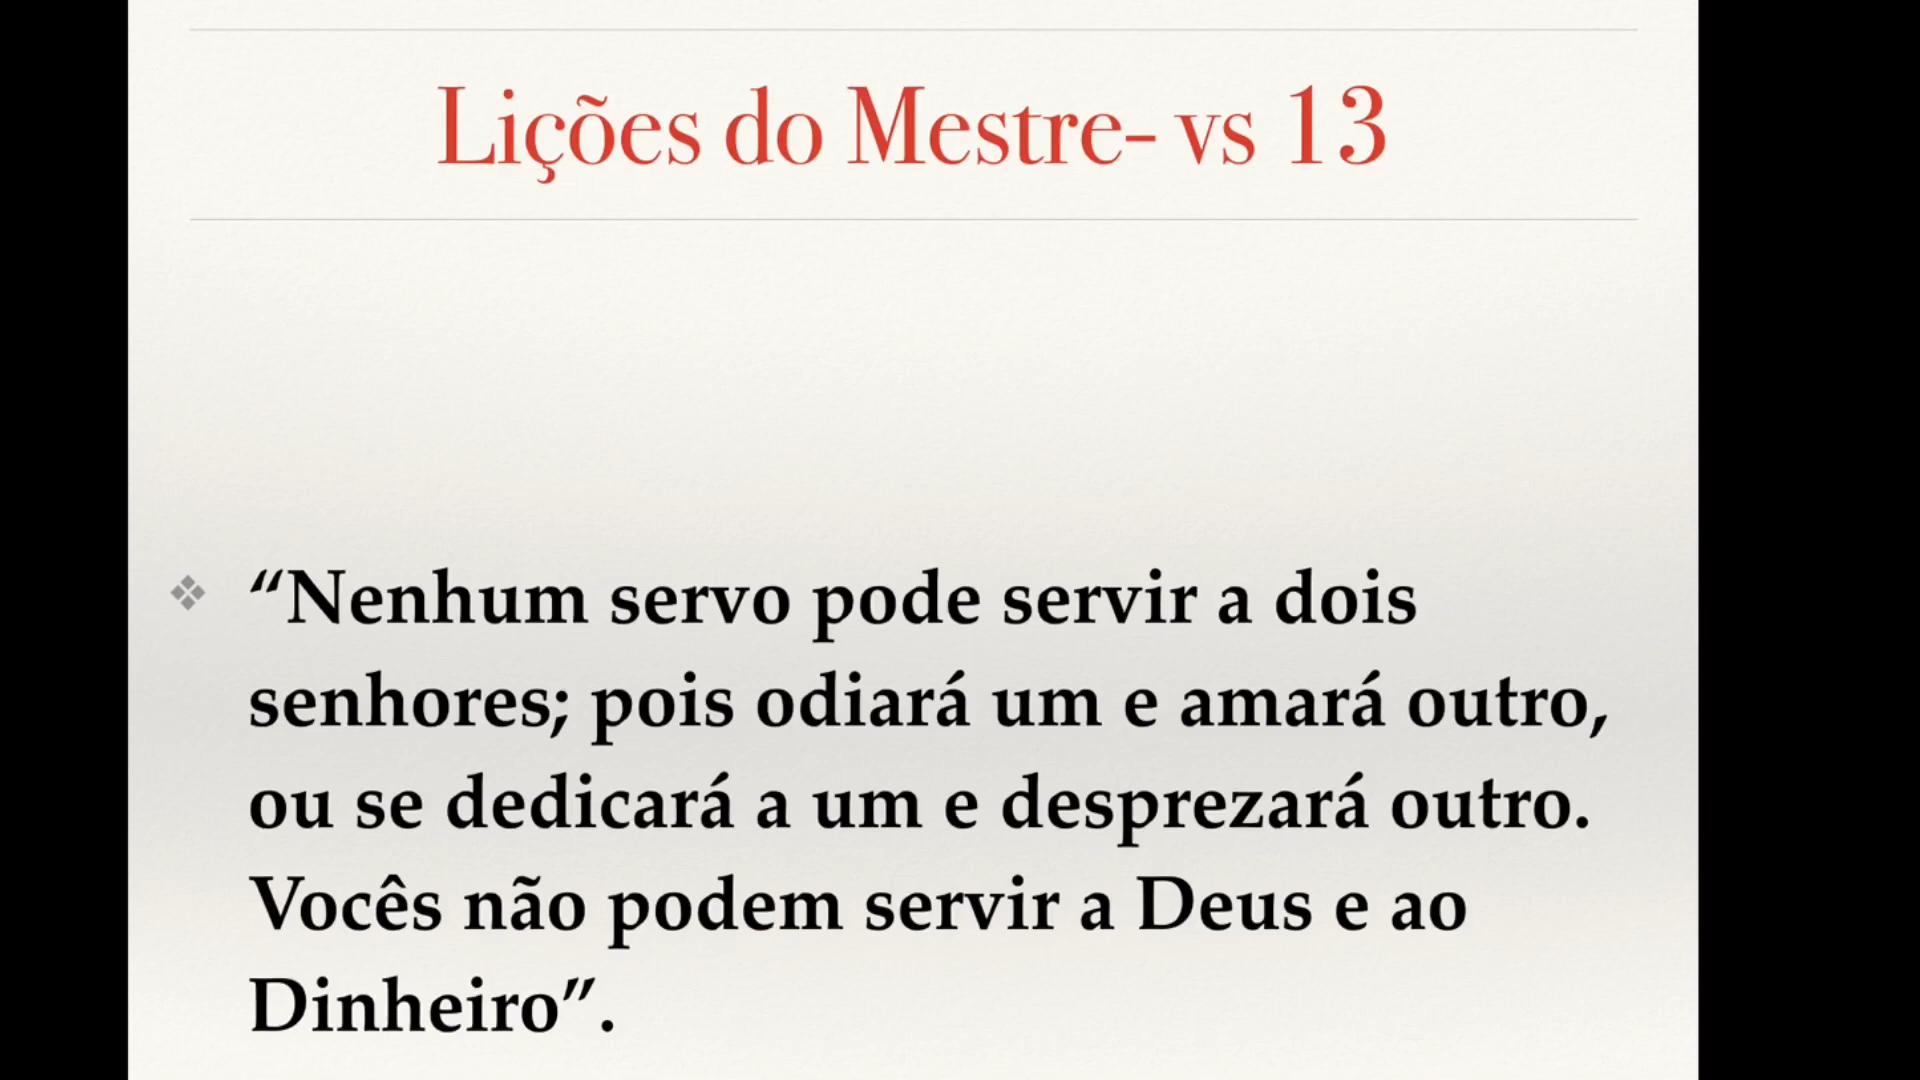 Lições do Mestre- vs 13
“Nenhum servo pode servir a dois
senhores; pois odiará um e amará outro,
ou se dedicará a um e desprezará outro.
Vocês não podem servir a Deus e ao
Dinheiro”.